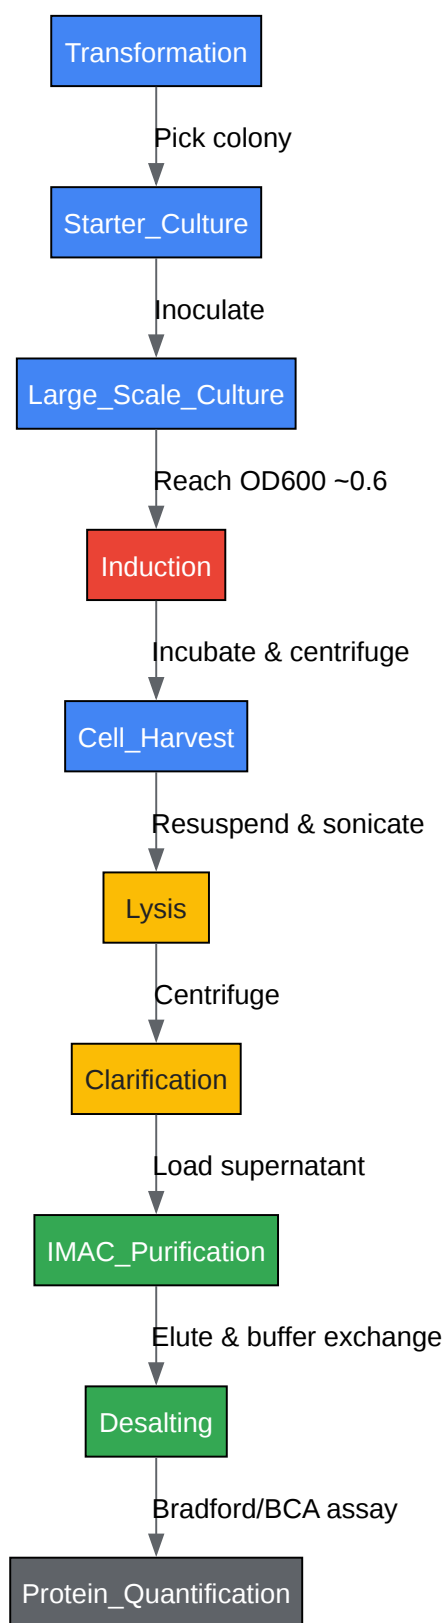 Transformation
Pick colony
Starter_Culture
Inoculate
Large_Scale_Culture
Reach OD600 ~0.6
Induction
Incubate & centrifuge
Cell_Harvest
Resuspend & sonicate
Lysis
Centrifuge
Clarification
Load supernatant
IMAC_Purification
Elute & buffer exchange
Desalting
Bradford/BCA assay
Protein_Quantification